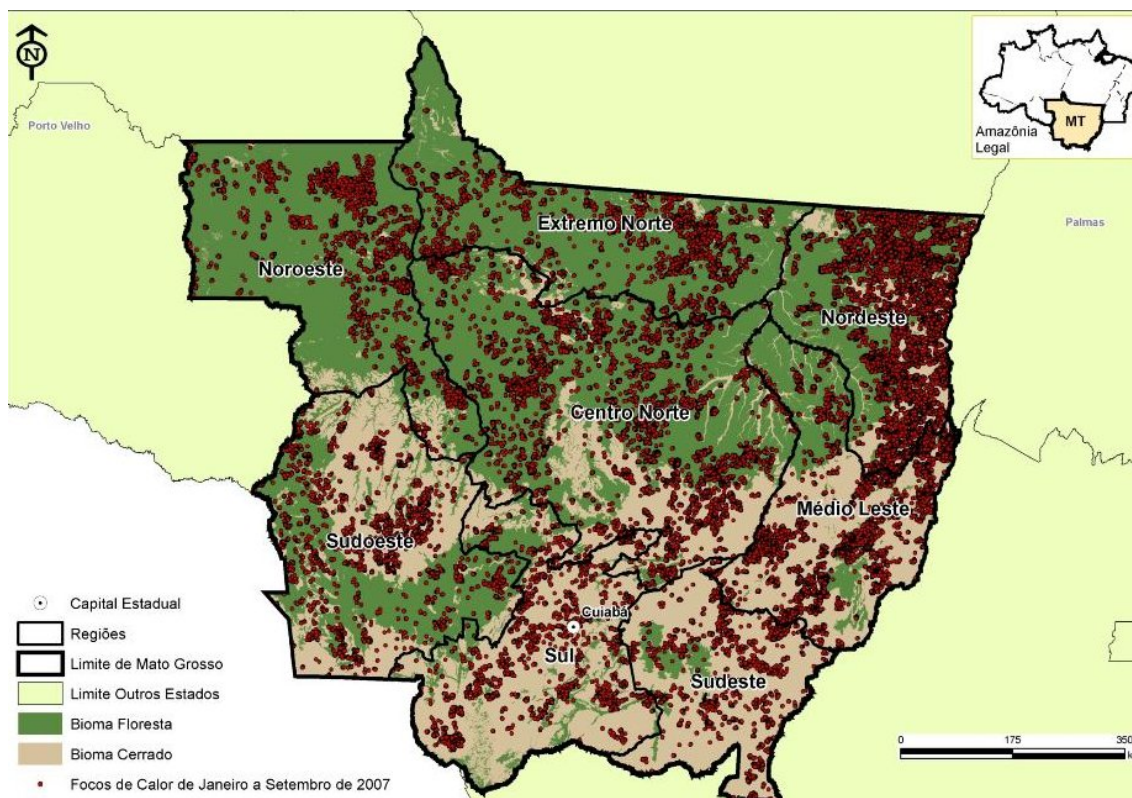 N
Porto Velho
Amazônia
Legal
MT
Palmas
Extremo Norte
Noroeste
Nordeste
Centro Norte
Médio Leste
Sudoeste
Cuiabá
Sul
Sudeste
Capital Estadual
Regiões
Limite de Mato Grosso
Limite Outros Estados
Bioma Floresta
Bioma Cerrado
Focos de Calor de Janeiro a Setembro de 2007
0 175 350